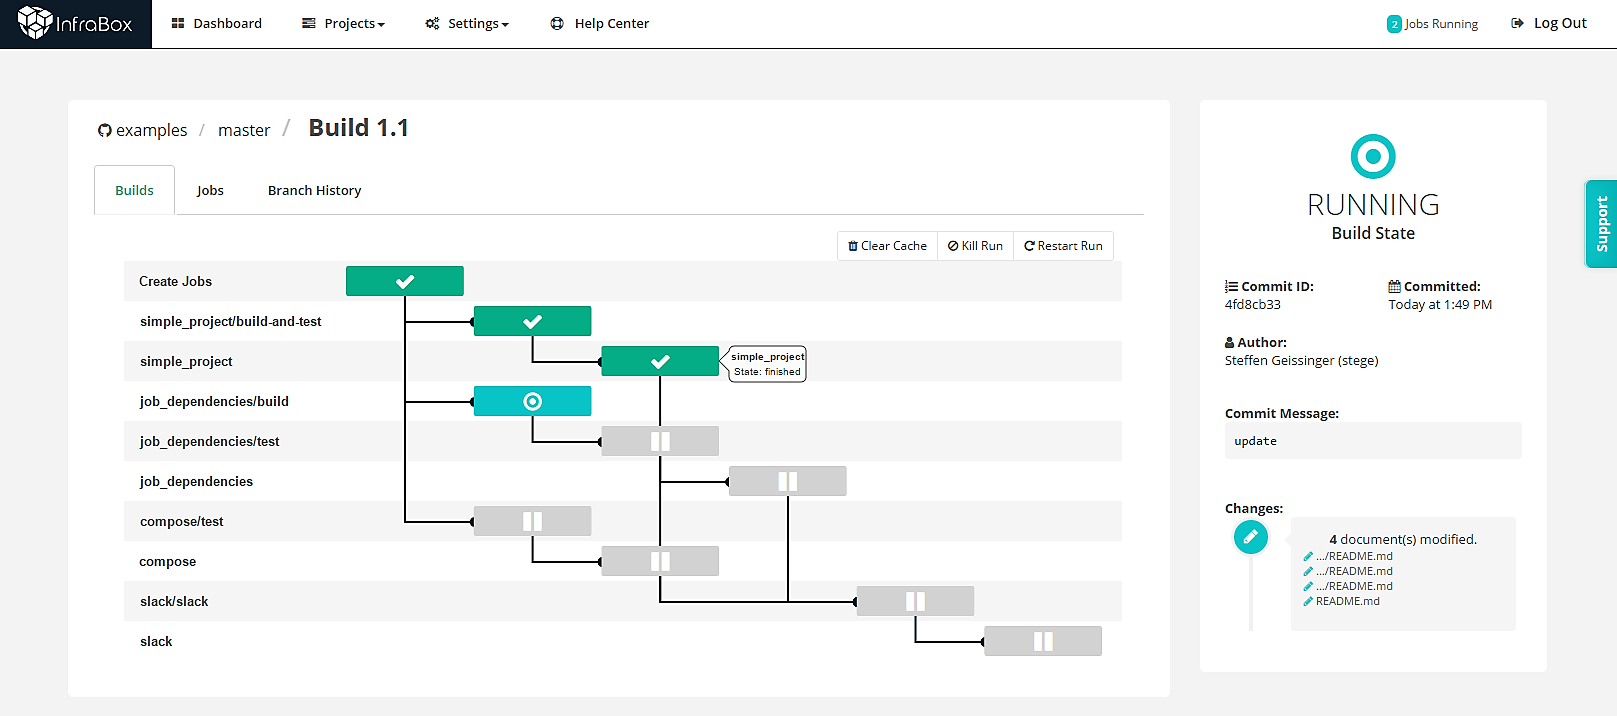 InfraBox
Dashboard
Projects
Settings
Help Center
2 Jobs Running
Log Out
examples / master / Build 1.1
Builds
Jobs
Branch History
Clear Cache
Kill Run
Restart Run
Create Jobs
simple_project/build-and-test
simple_project
simple_project
State: finished
job_dependencies/build
job_dependencies/test
job_dependencies
compose/test
compose
slack/slack
slack
RUNNING
Build State
Commit ID:
4fd8cb33
Committed:
Today at 1:49 PM
Author:
Steffen Geissinger (stege)
Commit Message:
update
Changes:
4 document(s) modified.
.../README.md
.../README.md
.../README.md
README.md
Support